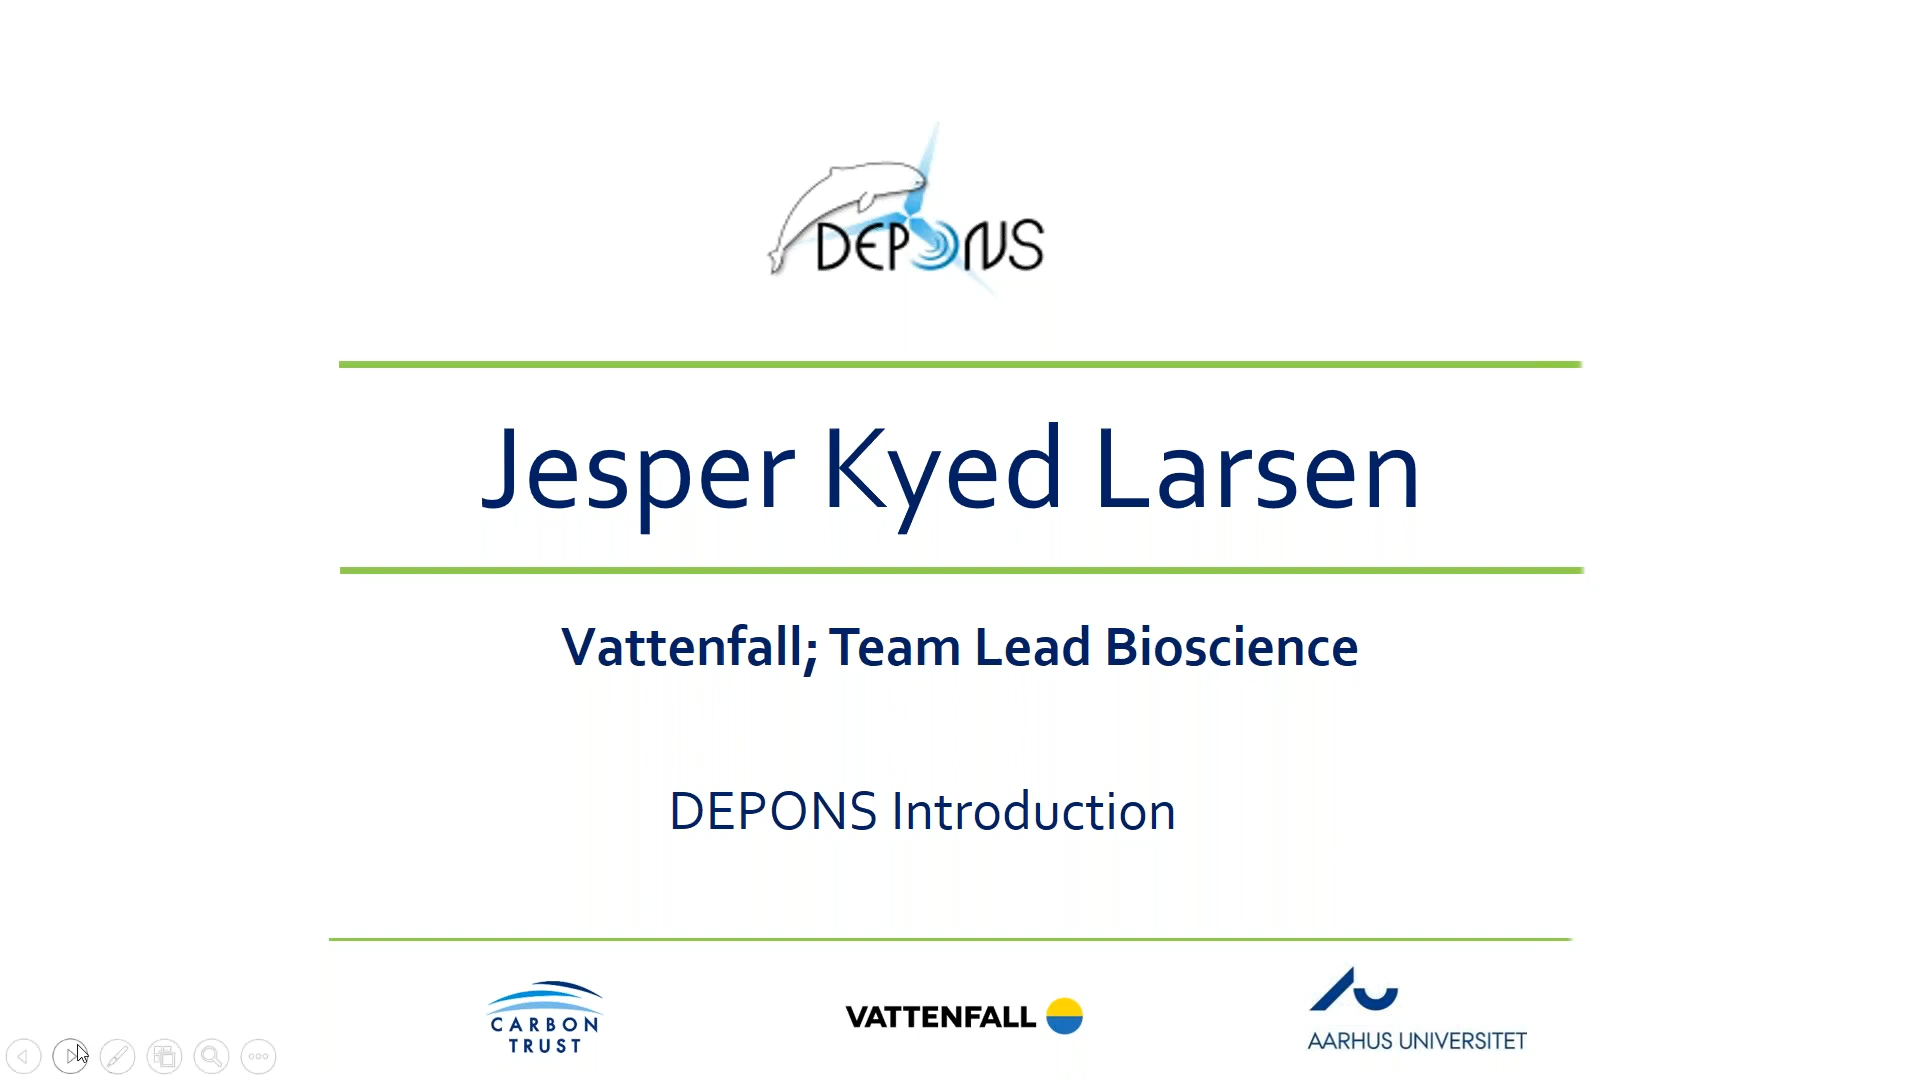 DEPONS
Jesper Kyed Larsen
Vattenfall; Team Lead Bioscience
DEPONS Introduction
CARBON
TRUST
VATTENFALL
AARHUS UNIVERSITET